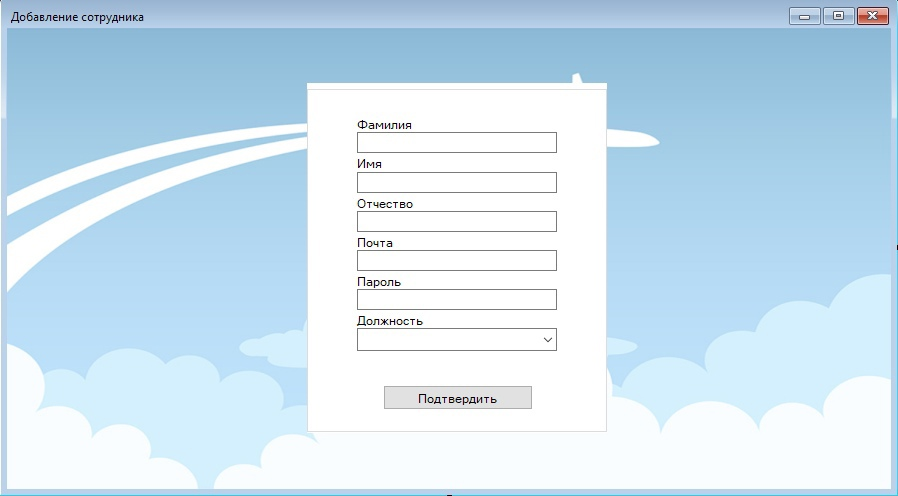 Добавление сотрудника
Фамилия
Имя
Отчество
Почта
Пароль
Должность
Подтвердить